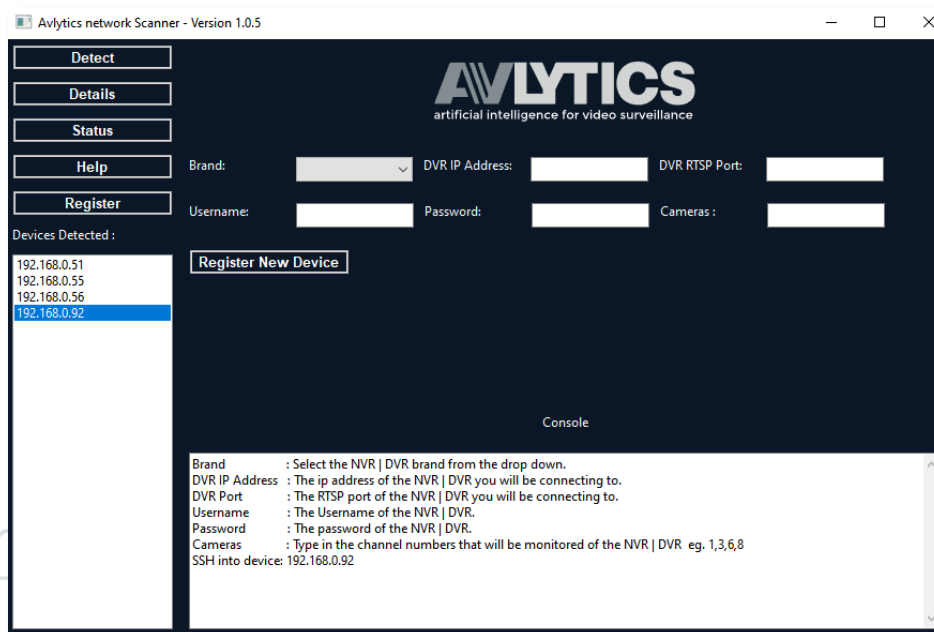 Avlytics network Scanner - Version 1.0.5
Detect
Details
Status
Help
Register
Devices Detected :
192.168.0.51
192.168.0.55
192.168.0.56
192.168.0.92
AVLYTICS
artificial intelligence for video surveillance
Brand: DVR IP Address: DVR RTSP Port:
Username: Password: Cameras :
Register New Device
Console
Brand : Select the NVR | DVR brand from the drop down.
DVR IP Address : The ip address of the NVR | DVR you will be connecting to.
DVR Port : The RTSP port of the NVR | DVR you will be connecting to.
Username : The Username of the NVR | DVR.
Password : The password of the NVR | DVR.
Cameras : Type in the channel numbers that will be monitored of the NVR | DVR eg. 1,3,6,8
SSH into device: 192.168.0.92